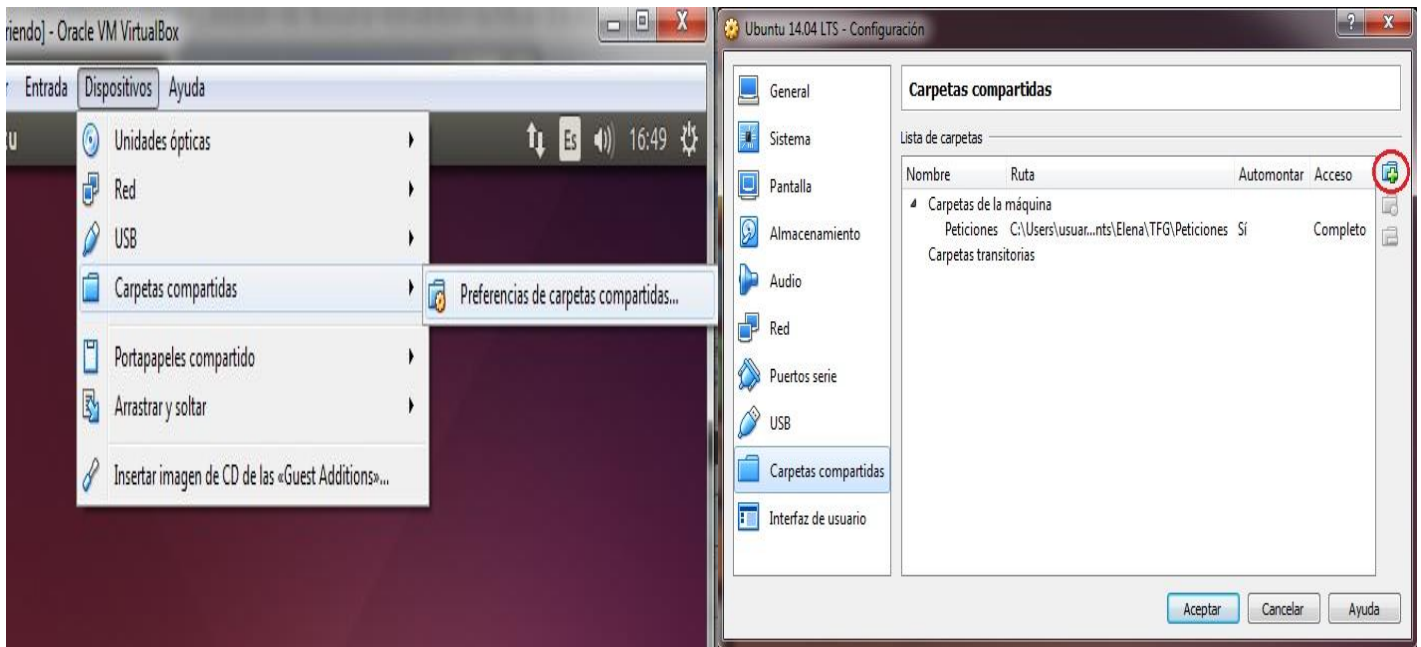 riendo] - Oracle VM VirtualBox
Entrada Dispositivos Ayuda
Es 16:49
Unidades ópticas
Red
USB
Carpetas compartidas
Preferencias de carpetas compartidas...
Portapapeles compartido
Arrastrar y soltar
Insertar imagen de CD de las «Guest Additions»...
Ubuntu 14.04 LTS - Configuración
General
Sistema
Pantalla
Almacenamiento
Audio
Red
Puertos serie
USB
Carpetas compartidas
Interfaz de usuario
Carpetas compartidas
Lista de carpetas
Nombre Ruta Automontar Acceso
Carpetas de la máquina
Peticiones C:\Users\usuar...nts\Elena\TFG\Peticiones Sí Completo
Carpetas transitorias
Aceptar Cancelar Ayuda